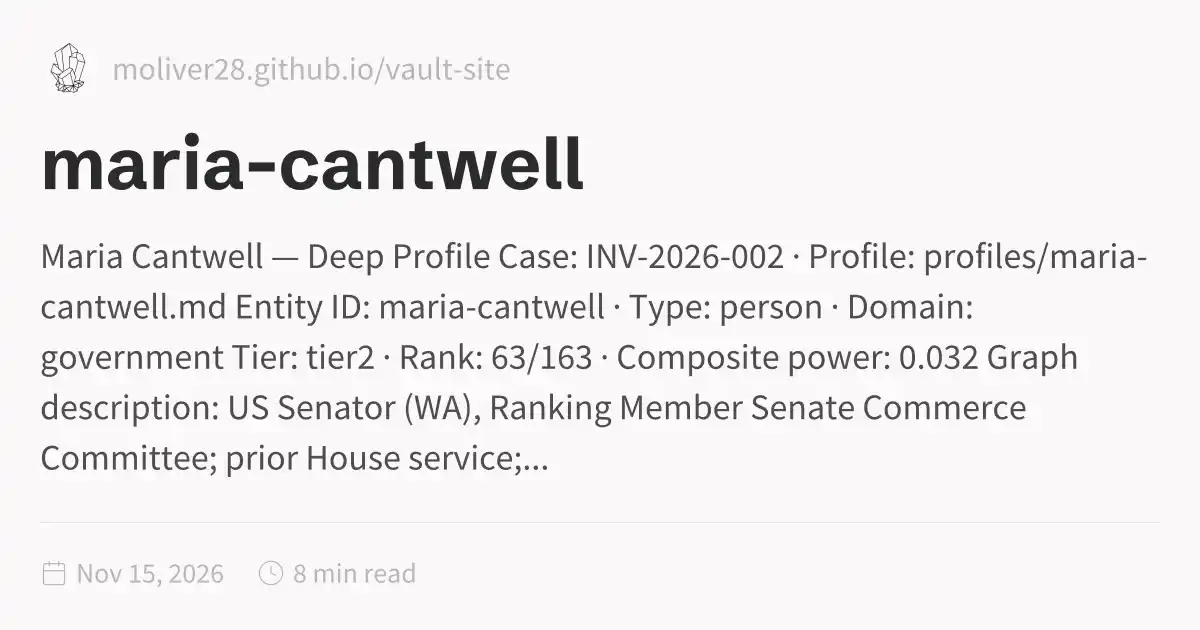 moliver28.github.io/vault-site
maria-cantwell
Maria Cantwell — Deep Profile Case: INV-2026-002 · Profile: profiles/maria-
cantwell.md Entity ID: maria-cantwell · Type: person · Domain:
government Tier: tier2 · Rank: 63/163 · Composite power: 0.032 Graph
description: US Senator (WA), Ranking Member Senate Commerce
Committee; prior House service;...
Nov 15, 2026 8 min read